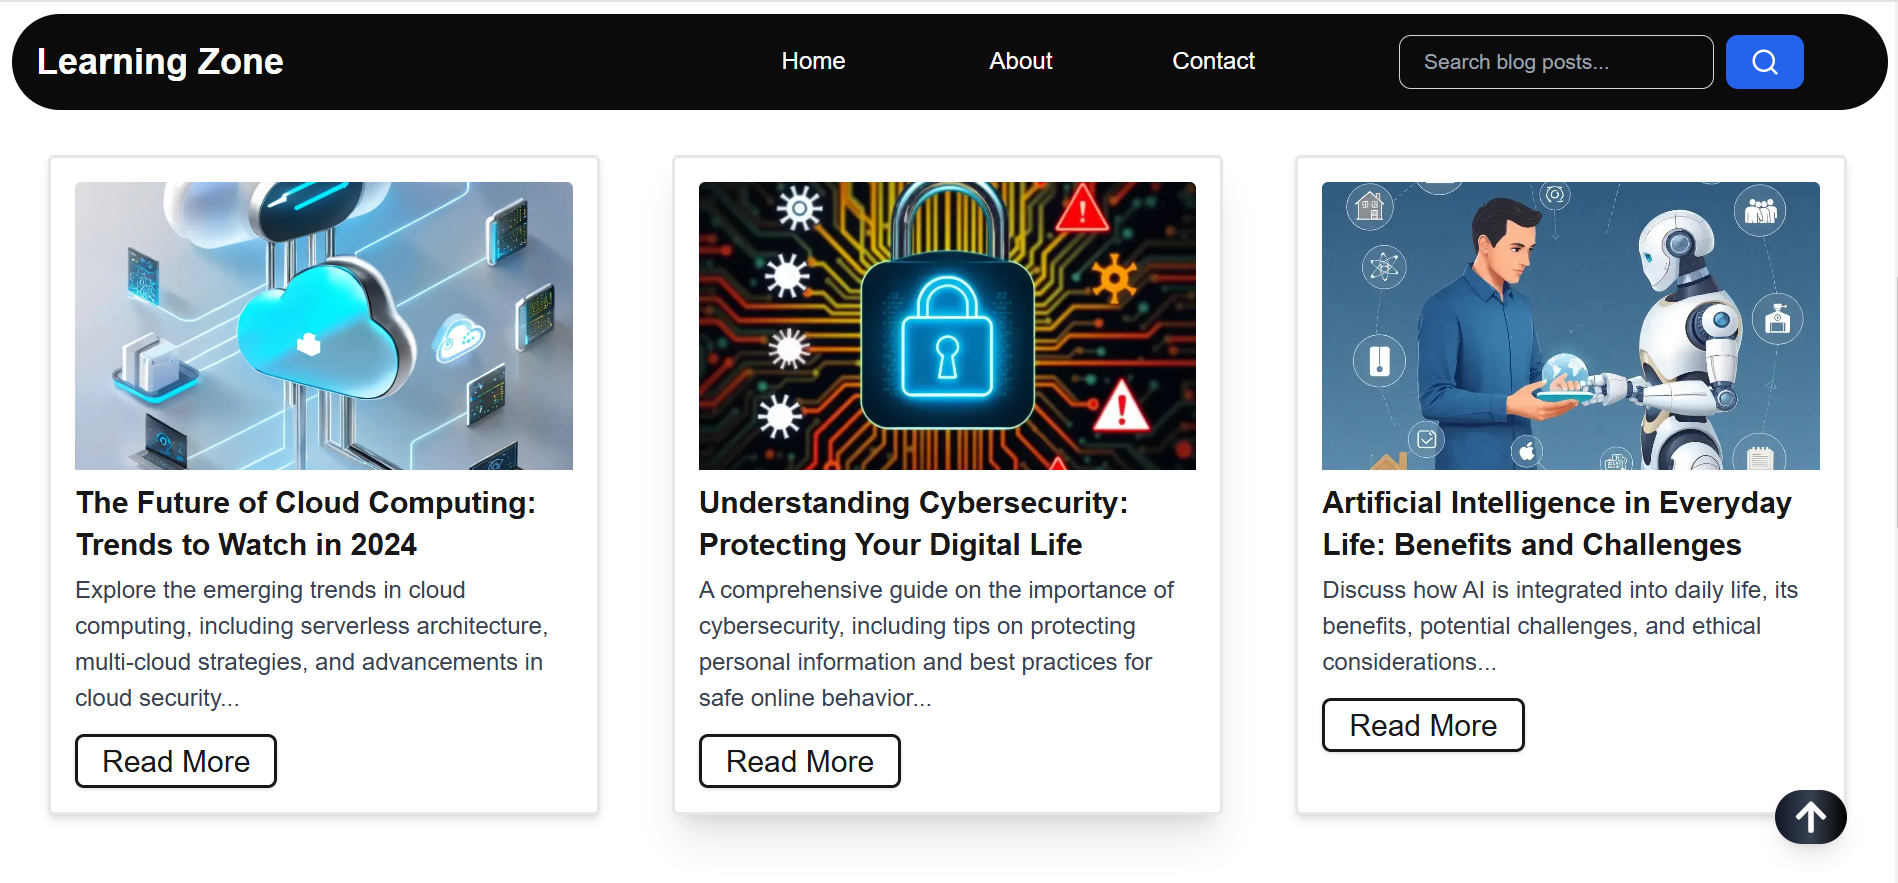 Learning Zone
Home
About
Contact
Search blog posts...
The Future of Cloud Computing:
Trends to Watch in 2024
Explore the emerging trends in cloud
computing, including serverless architecture,
multi-cloud strategies, and advancements in
cloud security...
Read More
Understanding Cybersecurity:
Protecting Your Digital Life
A comprehensive guide on the importance of
cybersecurity, including tips on protecting
personal information and best practices for
safe online behavior...
Read More
Artificial Intelligence in Everyday
Life: Benefits and Challenges
Discuss how AI is integrated into daily life, its
benefits, potential challenges, and ethical
considerations...
Read More